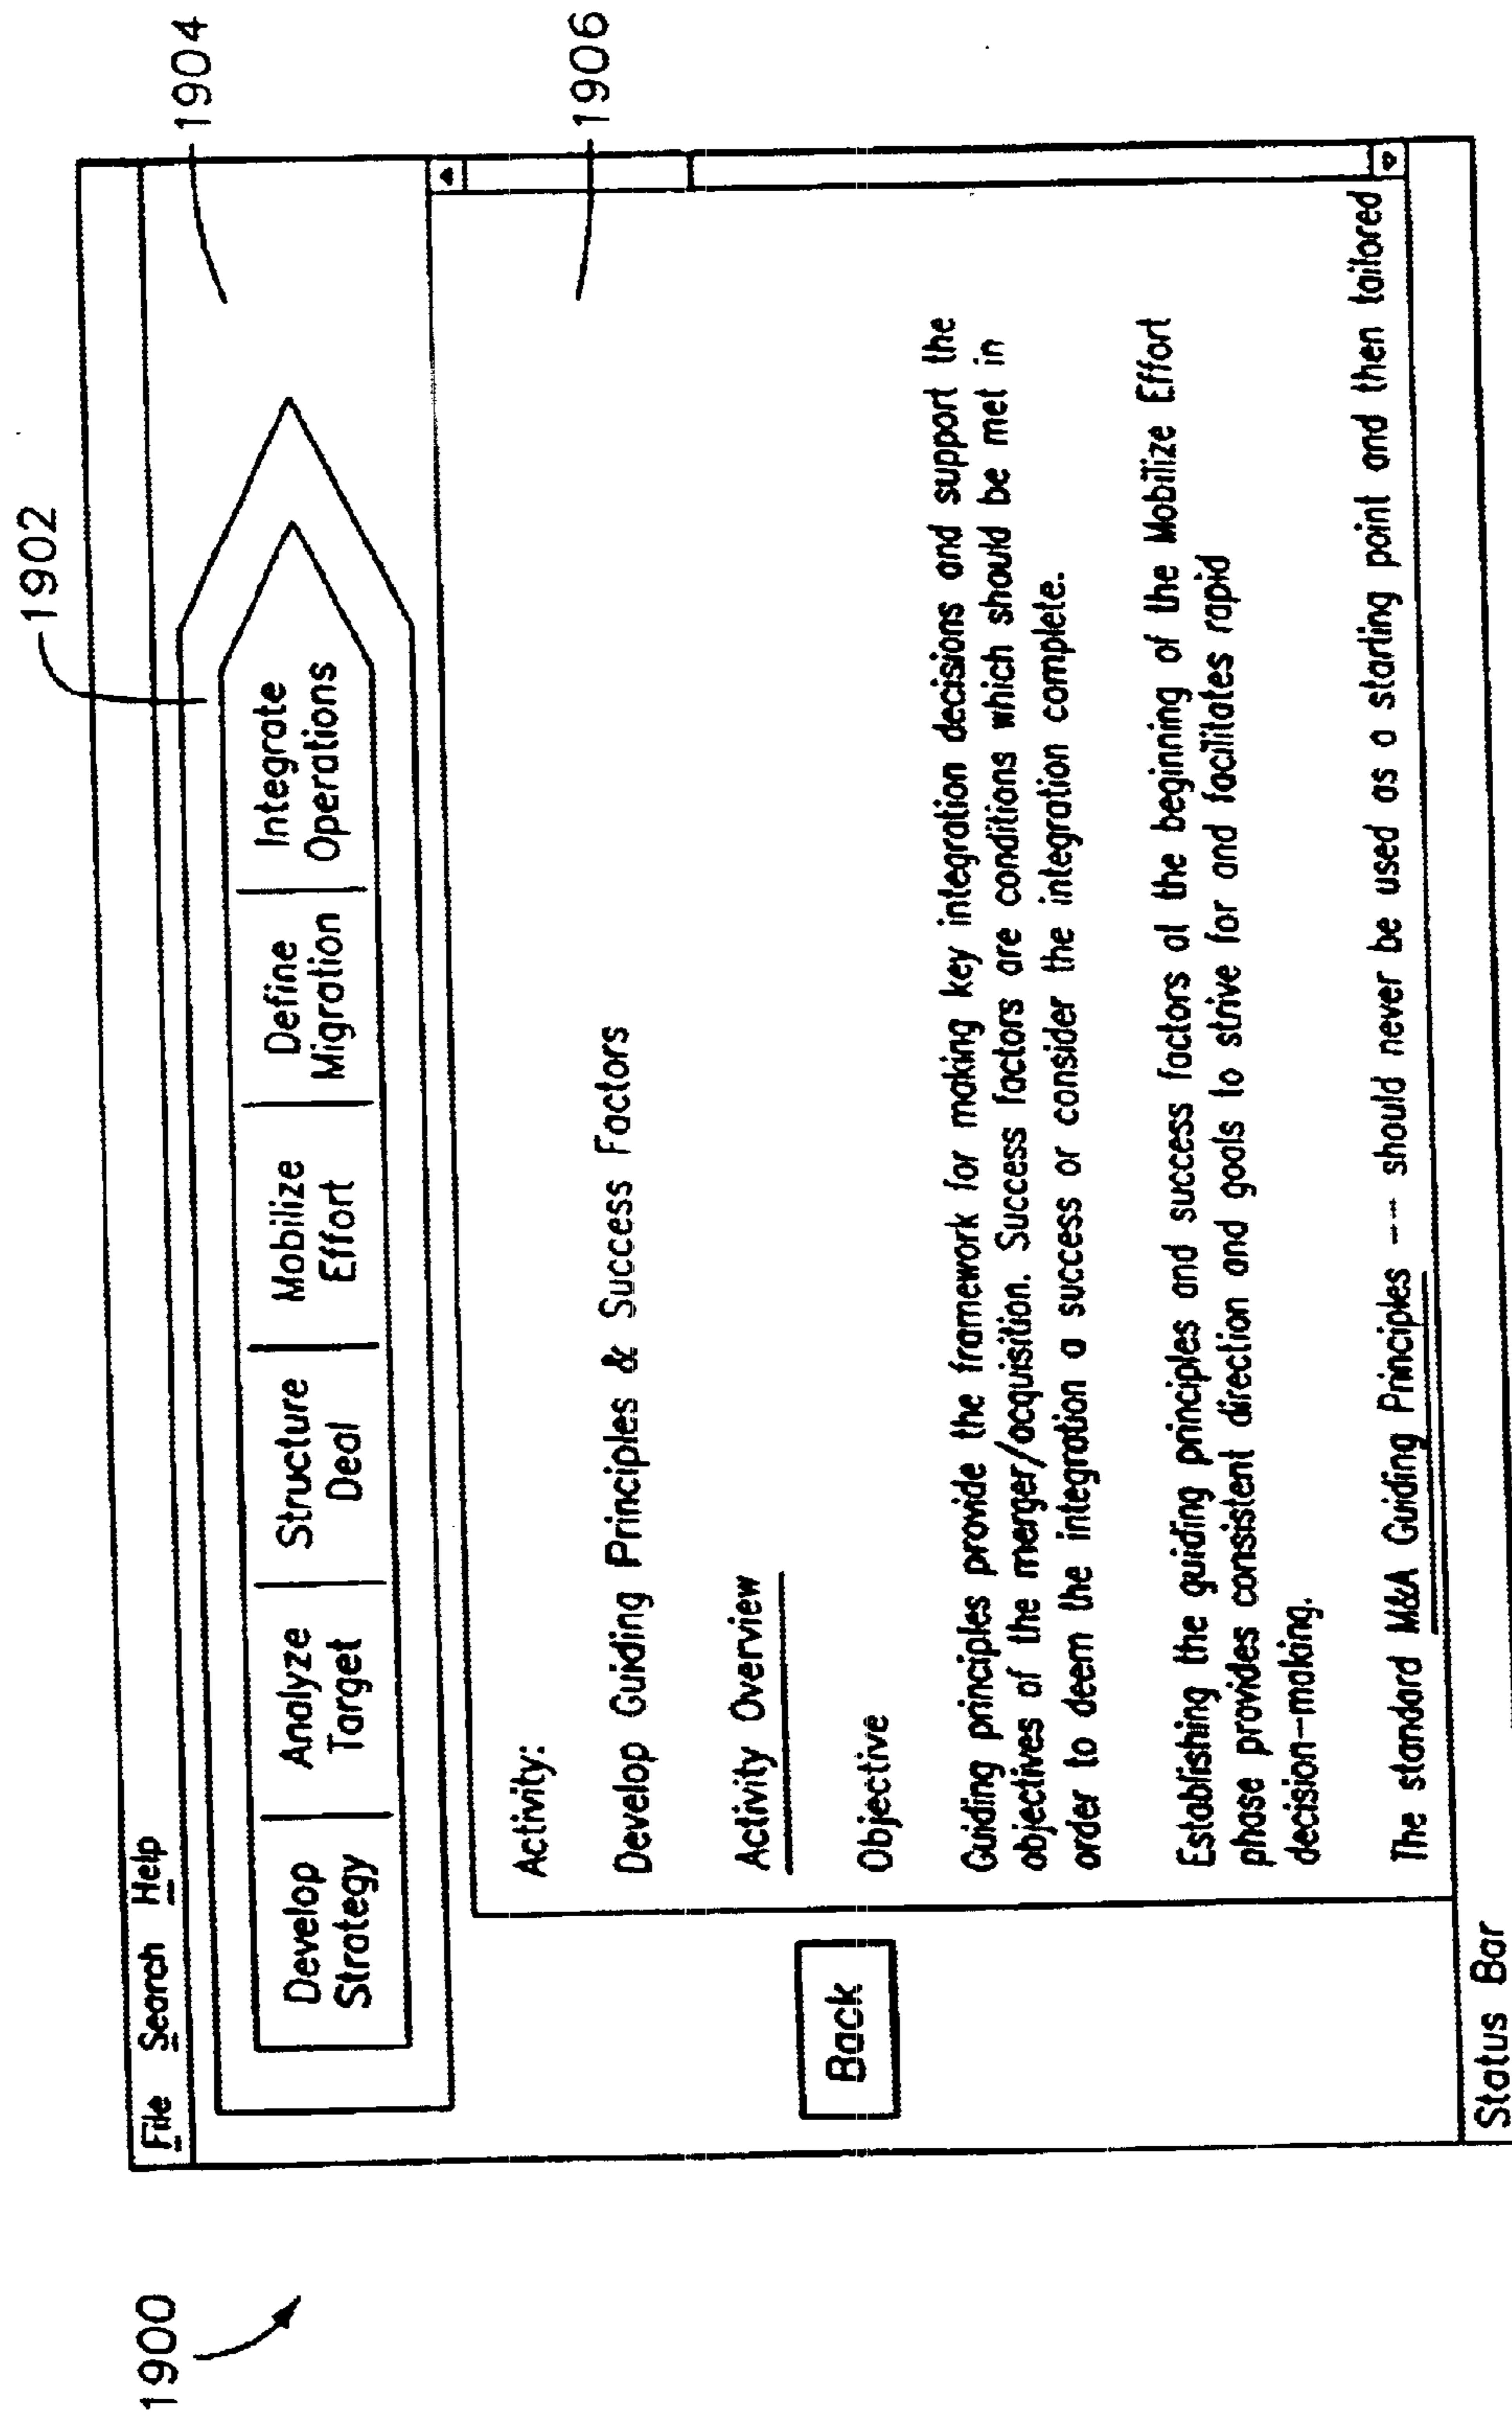 1900
1902
1904
File Search Help
Develop Strategy
Analyze Target
Structure Deal
Mobilize Effort
Define Migration
Integrate Operations
1906
Activity:
Develop Guiding Principles & Success Factors
Activity Overview
Back
Objective
Guiding principles provide the framework for making key integration decisions and support the
objectives of the merger/acquisition. Success factors are conditions which should be met in
order to deem the integration a success or consider the integration complete.
Establishing the guiding principles and success factors at the beginning of the Mobilize Effort
phase provides consistent direction and goals to strive for and facilitates rapid
decision-making.
The standard M&A Guiding Principles -- should never be used as a starting point and then tailored
Status Bar